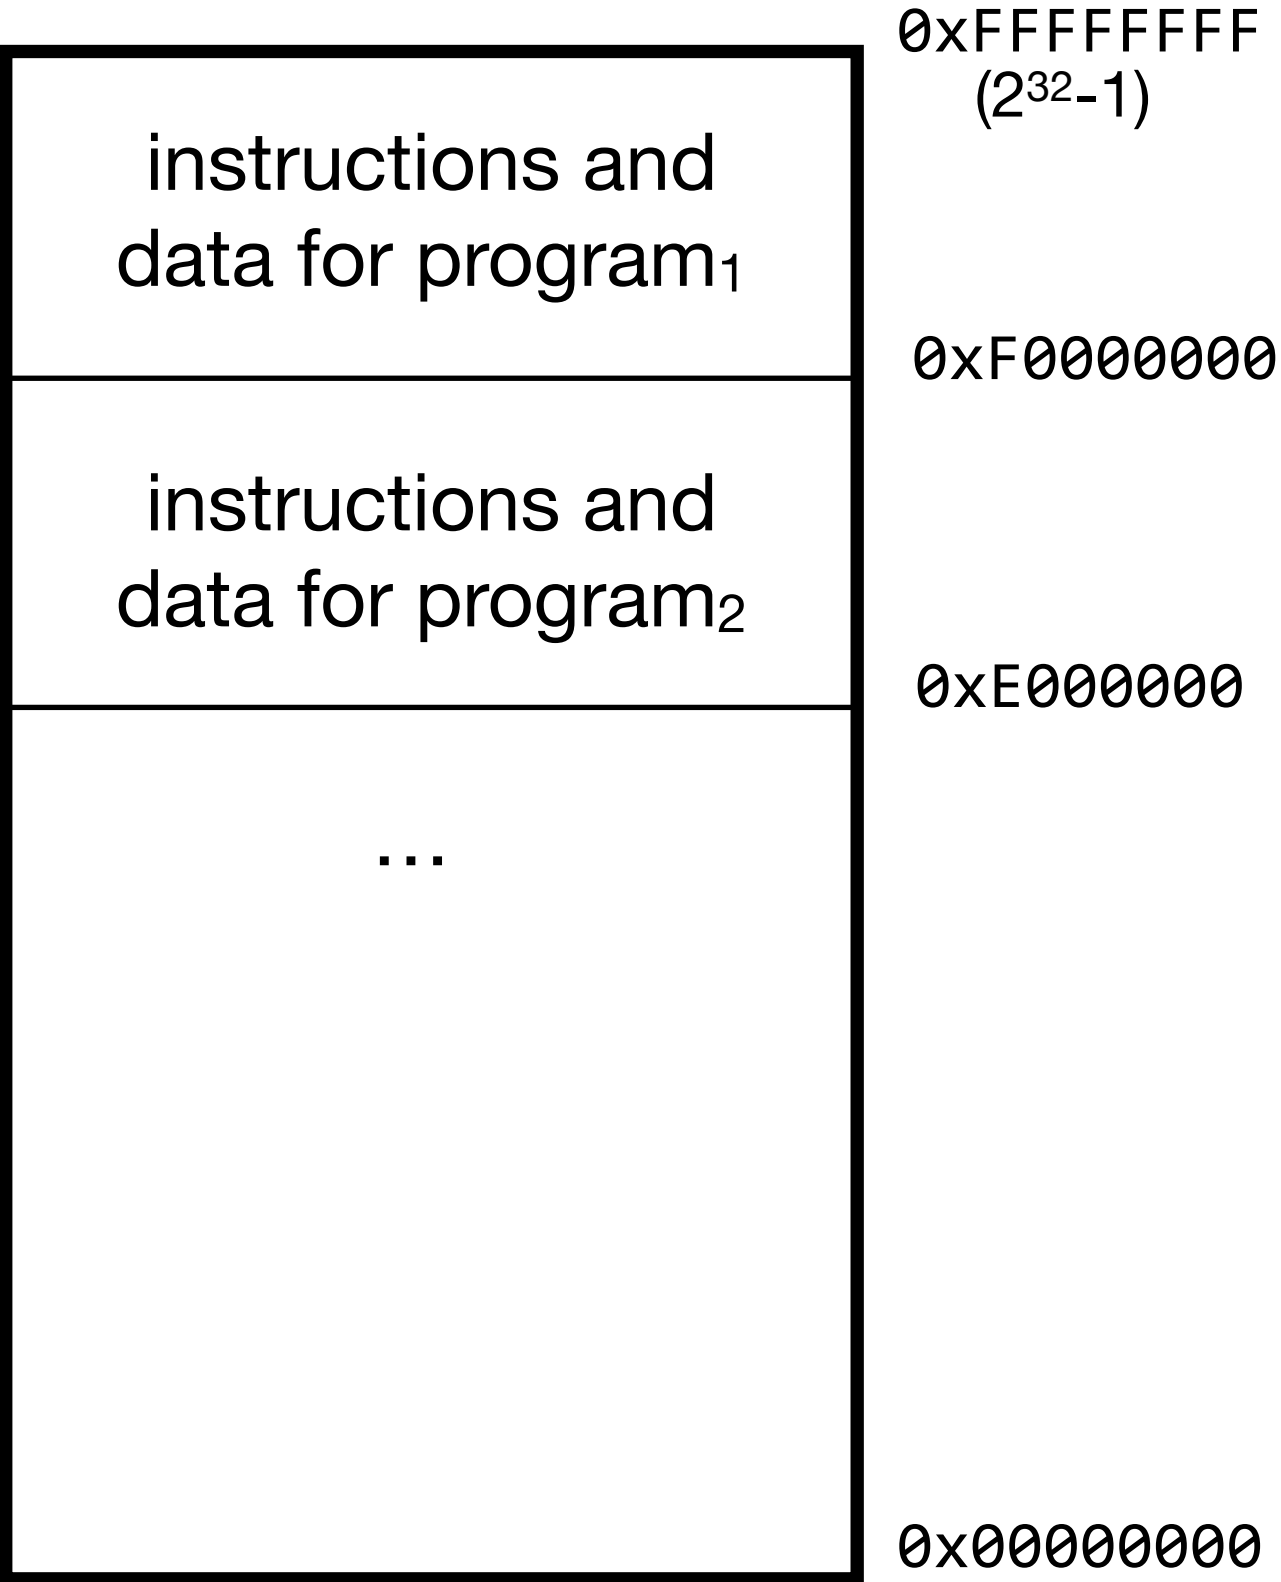 0xFFFFFFFF
(2³²-1)
instructions and
data for program₁
0xF0000000
instructions and
data for program₂
0xE000000
...
0x00000000